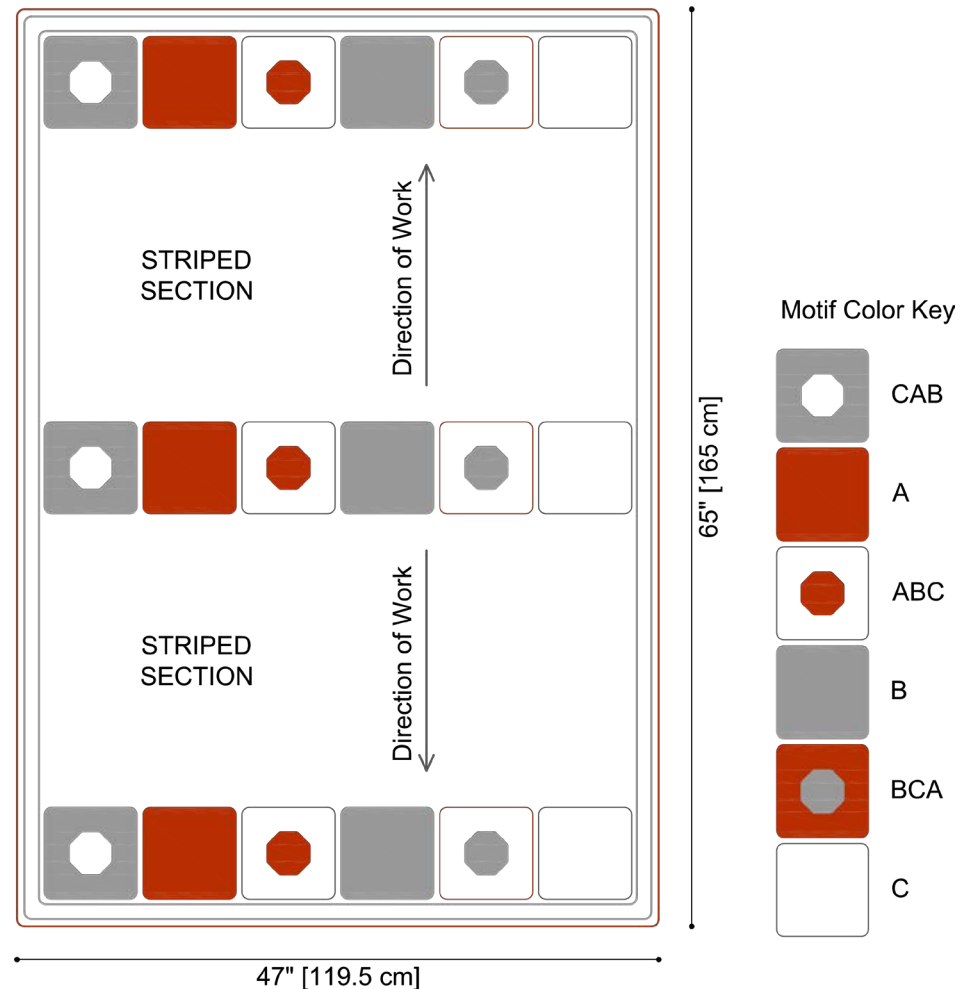 STRIPED
SECTION
Direction of Work
STRIPED
SECTION
Direction of Work
47" [119.5 cm]
65" [165 cm]
Motif Color Key
CAB
A
ABC
B
BCA
C